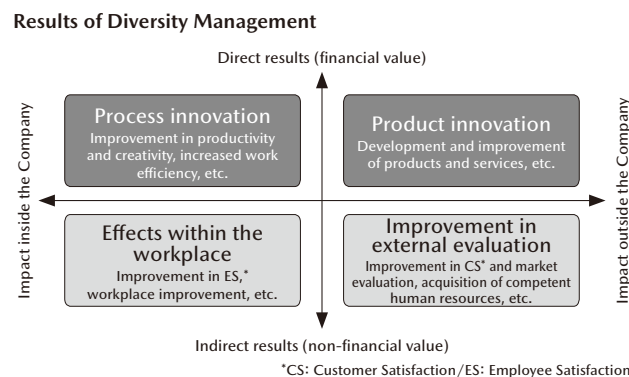 Results of Diversity Management
Direct results (financial value)
Impact inside the Company
Process innovation
Improvement in productivity
and creativity, increased work
efficiency, etc.
Product innovation
Development and improvement
of products and services, etc.
Impact outside the Company
Effects within the
workplace
Improvement in ES,*
workplace improvement, etc.
Improvement in
external evaluation
Improvement in CS* and market
evaluation, acquisition of competent
human resources, etc.
Indirect results (non-financial value)
*CS: Customer Satisfaction/ES: Employee Satisfaction